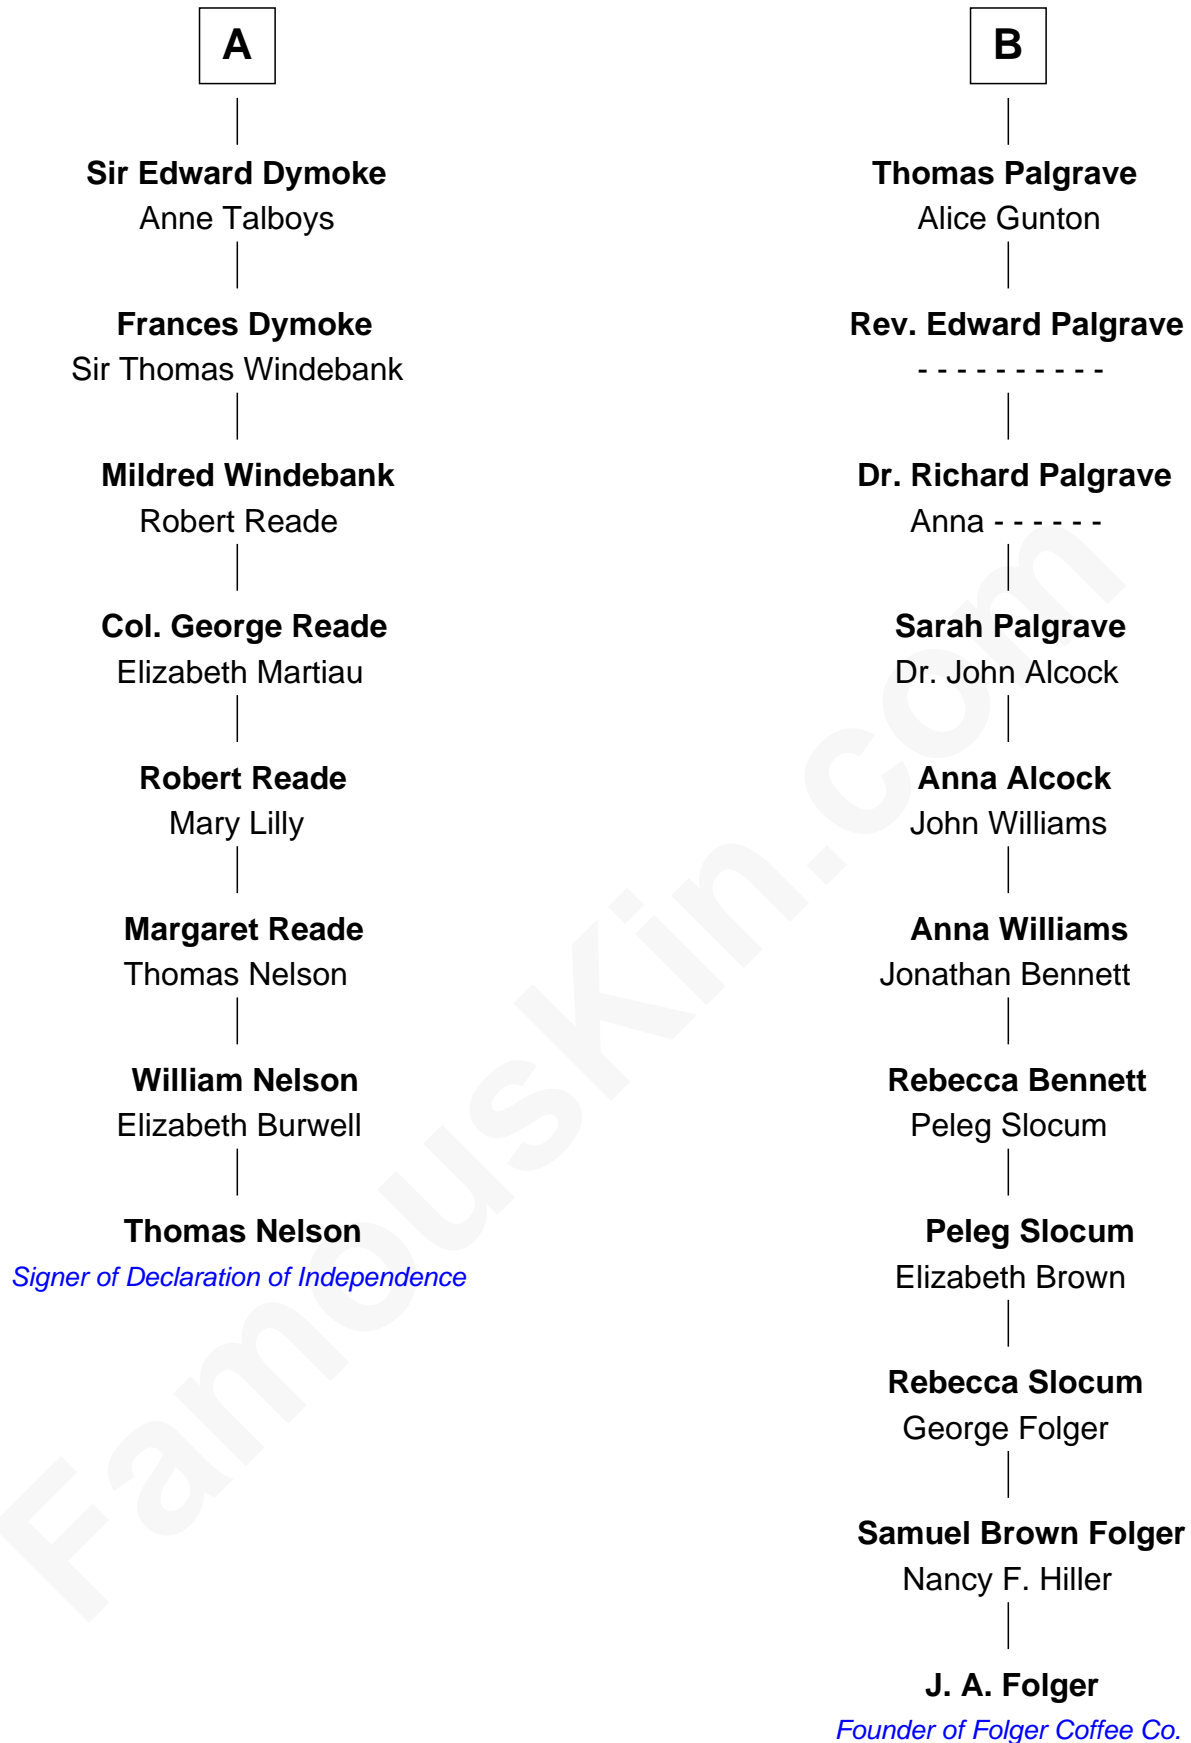 A
Sir Edward Dymoke
Anne Talboys
Frances Dymoke
Sir Thomas Windebank
Mildred Windebank
Robert Reade
Col. George Reade
Elizabeth Martiau
Robert Reade
Mary Lilly
Margaret Reade
Thomas Nelson
William Nelson
Elizabeth Burwell
Thomas Nelson
Signer of Declaration of Independence
B
Thomas Palgrave
Alice Gunton
Rev. Edward Palgrave
- - - - - - - - - -
Dr. Richard Palgrave
Anna - - - - - -
Sarah Palgrave
Dr. John Alcock
Anna Alcock
John Williams
Anna Williams
Jonathan Bennett
Rebecca Bennett
Peleg Slocum
Peleg Slocum
Elizabeth Brown
Rebecca Slocum
George Folger
Samuel Brown Folger
Nancy F. Hiller
J. A. Folger
Founder of Folger Coffee Co.
FamousKin.com